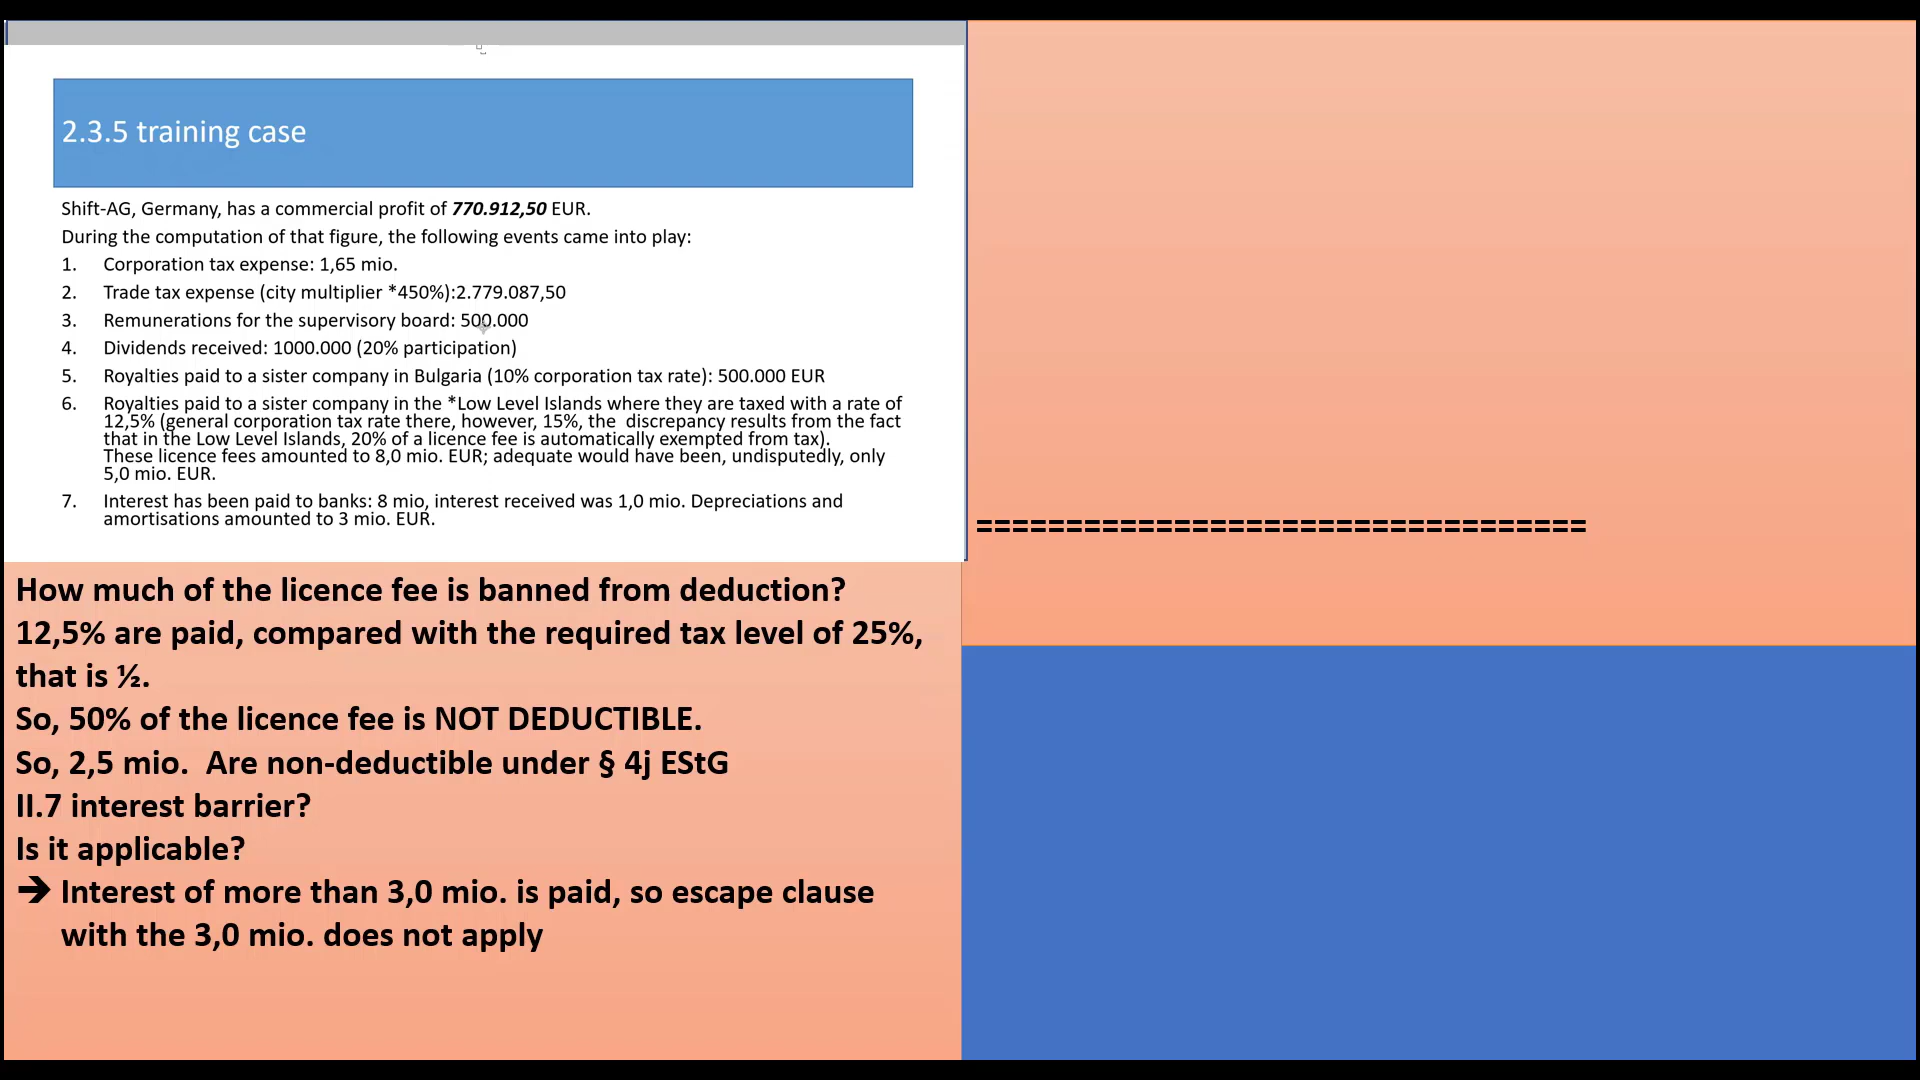 2.3.5 training case
Shift-AG, Germany, has a commercial profit of 770.912,50 EUR.
During the computation of that figure, the following events came into play:
1. Corporation tax expense: 1,65 mio.
2. Trade tax expense (city multiplier *450%):2.779.087,50
3. Remunerations for the supervisory board: 500.000
4. Dividends received: 1000.000 (20% participation)
5. Royalties paid to a sister company in Bulgaria (10% corporation tax rate): 500.000 EUR
6. Royalties paid to a sister company in the *Low Level Islands where they are taxed with a rate of
12,5% (general corporation tax rate there, however, 15%, the discrepancy results from the fact
that in the Low Level Islands, 20% of a licence fee is automatically exempted from tax).
These licence fees amounted to 8,0 mio. EUR; adequate would have been, undisputedly, only
5,0 mio. EUR.
7. Interest has been paid to banks: 8 mio, interest received was 1,0 mio. Depreciations and
amortisations amounted to 3 mio. EUR.
==================================
How much of the licence fee is banned from deduction?
12,5% are paid, compared with the required tax level of 25%,
that is ½.
So, 50% of the licence fee is NOT DEDUCTIBLE.
So, 2,5 mio. Are non-deductible under § 4j EStG
II.7 interest barrier?
Is it applicable?
➔ Interest of more than 3,0 mio. is paid, so escape clause
with the 3,0 mio. does not apply